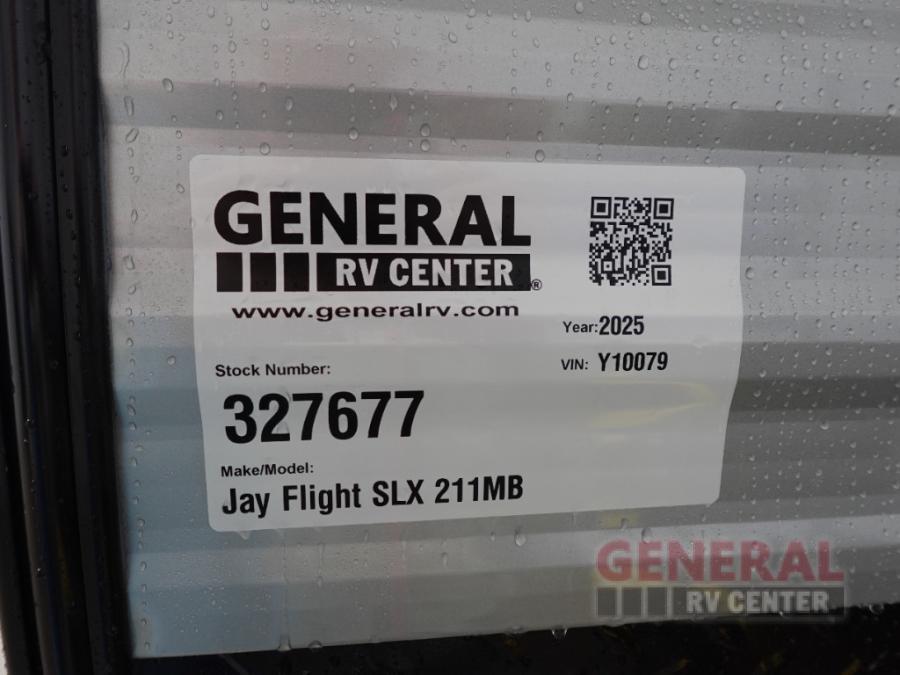 GENERAL
RV CENTER®
www.generalrv.com
Year: 2025
VIN: Y10079
Stock Number:
327677
Make/Model:
Jay Flight SLX 211MB
GENERAL
RV CENTER